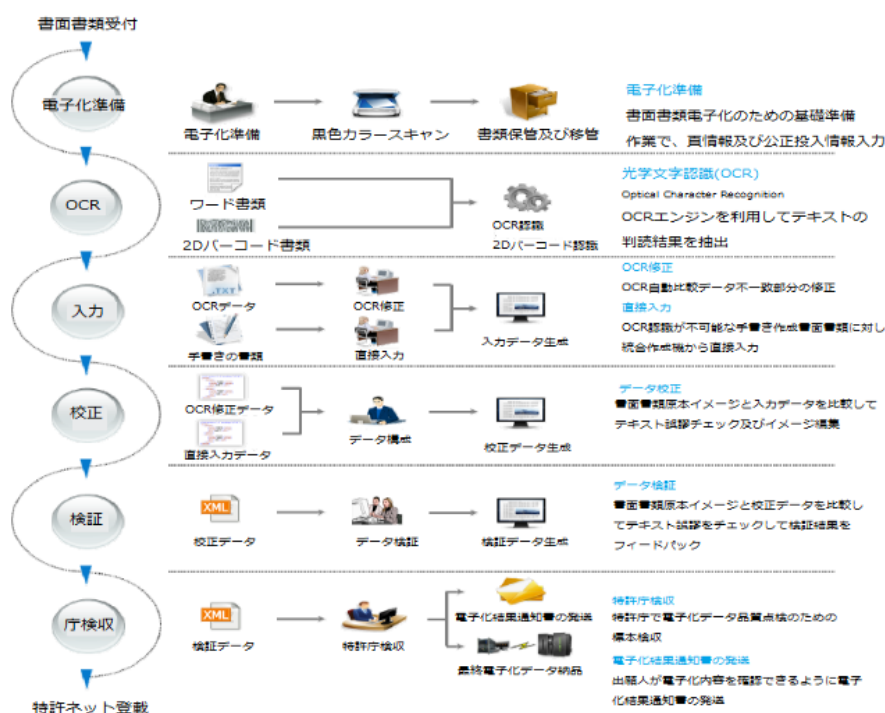 書面書類受付
電子化準備
電子化準備
黒色カラースキャン
書類保管及び移管
電子化準備
書面書類電子化のための基礎準備
作業で、頁情報及び公正投入情報入力
OCR
ワード書類
2Dバーコード書類
OCR認識
2Dバーコード認識
光学文字認識(OCR)
Optical Character Recognition
OCRエンジンを利用してテキストの
判読結果を抽出
入力
.TXT
OCRデータ
OCR修正
手書きの書類
直接入力
入力データ生成
OCR修正
OCR自動比較データ不一致部分の修正
直接入力
OCR認識が不可能な手書き作成書面書類に対し
統合作成機から直接入力
校正
OCR修正データ
直接入力データ
データ構成
校正データ生成
データ校正
書面書類原本イメージと入力データを比較して
テキスト誤謬チェック及びイメージ編集
検証
XML
校正データ
データ検証
検証データ生成
データ検証
書面書類原本イメージと校正データを比較し
てテキスト誤謬をチェックして検証結果を
フィードバック
庁検収
XML
検証データ
特許庁検収
電子化結果通知書の発送
最終電子化データ納品
特許庁検収
特許庁で電子化データ品質点検のための
標本検収
電子化結果通知書の発送
出願人が電子化内容を確認できるように電子
化結果通知書の発送
特許ネット登載